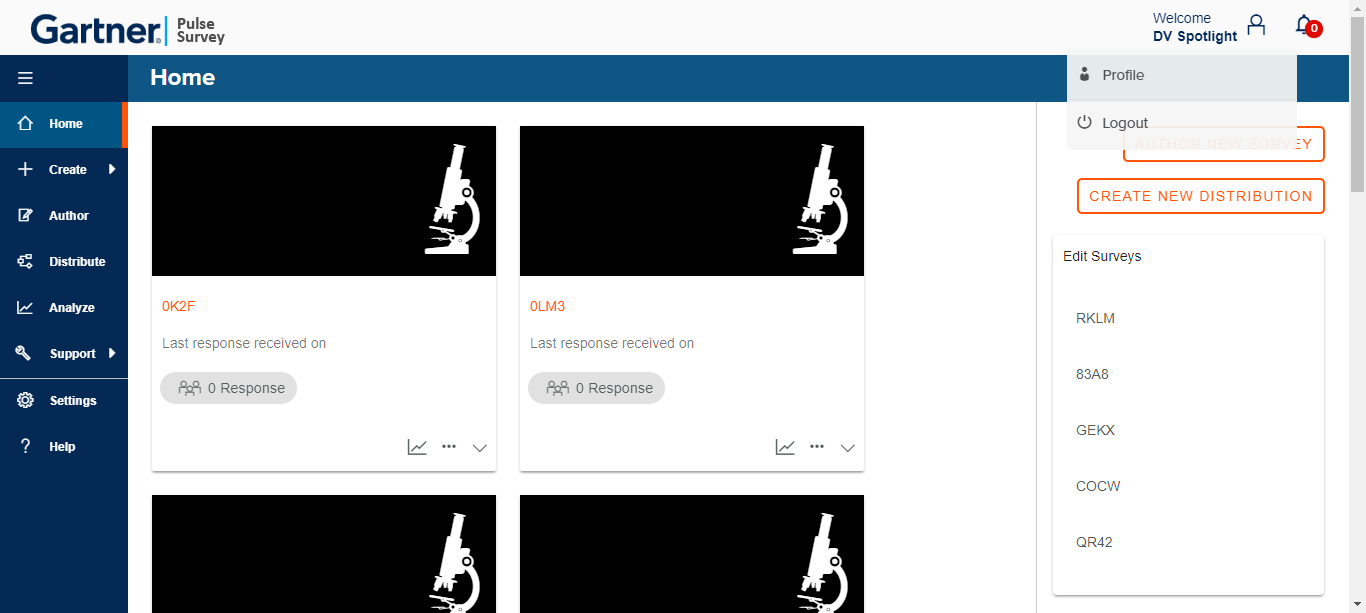 Gartner
Pulse
Survey
Welcome
DV Spotlight
0
Profile
Logout
Home
Home
Create
Author
Distribute
Analyze
Support
Settings
Help
0K2F
Last response received on
0 Response
0LM3
Last response received on
0 Response
AUTHOR NEW SURVEY
CREATE NEW DISTRIBUTION
Edit Surveys
RKLM
83A8
GEKX
COCW
QR42